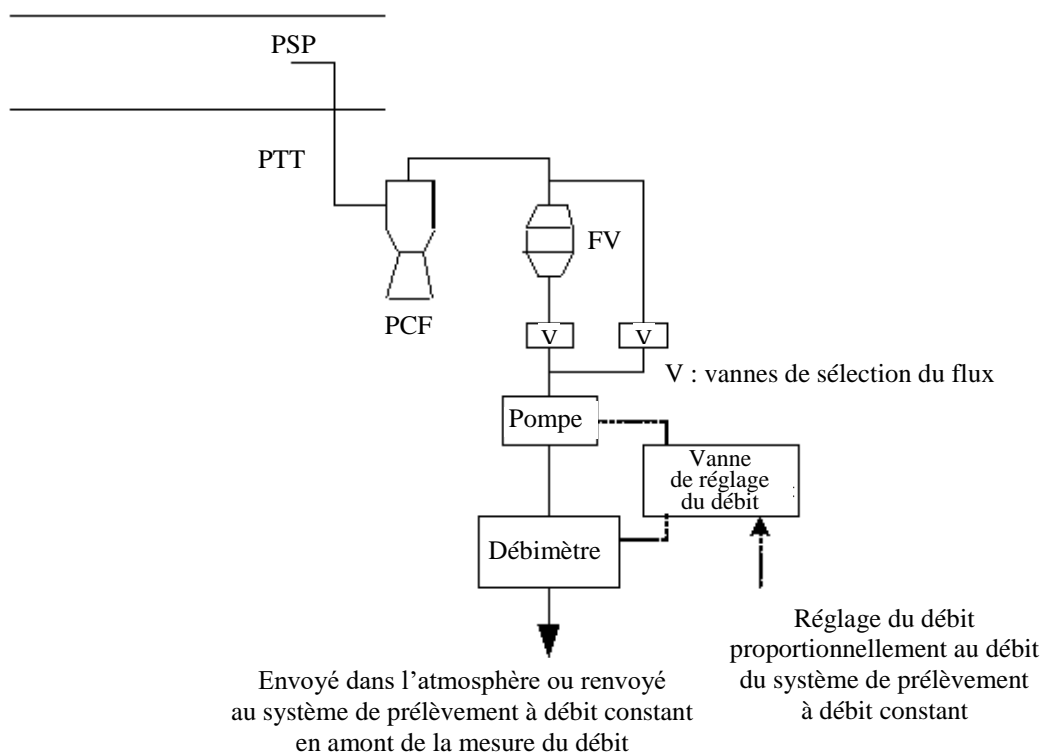 PSP
PTT
FV
PCF
V
V
V : vannes de sélection du flux
Pompe
Vanne
de réglage
du débit
Débimètre
Réglage du débit
proportionnellement au débit
du système de prélèvement
à débit constant
Envoyé dans l’atmosphère ou renvoyé
au système de prélèvement à débit constant
en amont de la mesure du débit